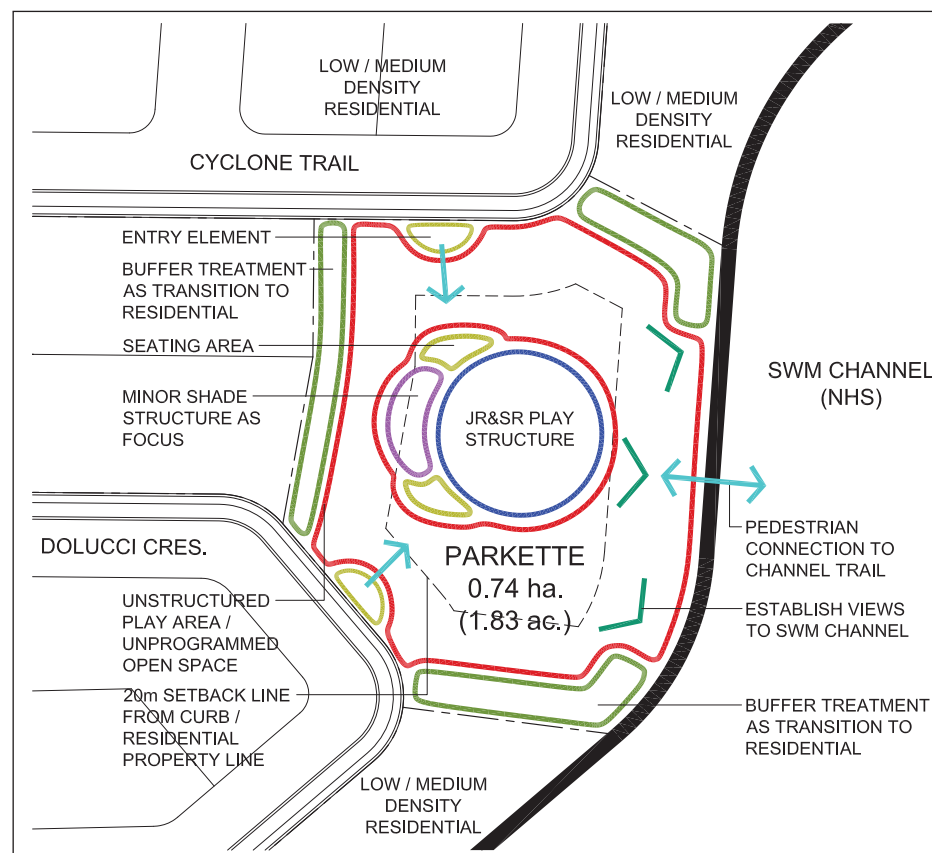 LOW / MEDIUM
DENSITY
RESIDENTIAL
LOW / MEDIUM
DENSITY
RESIDENTIAL
CYCLONE TRAIL
ENTRY ELEMENT
BUFFER TREATMENT
AS TRANSITION TO
RESIDENTIAL
SEATING AREA
MINOR SHADE
STRUCTURE AS
FOCUS
JR&SR PLAY
STRUCTURE
SWM CHANNEL
(NHS)
DOLUCCI CRES.
PARKETTE
0.74 ha.
(1.83 ac.)
PEDESTRIAN
CONNECTION TO
CHANNEL TRAIL
UNSTRUCTURED
PLAY AREA /
UNPROGRAMMED
OPEN SPACE
ESTABLISH VIEWS
TO SWM CHANNEL
20m SETBACK LINE
FROM CURB /
RESIDENTIAL
PROPERTY LINE
BUFFER TREATMENT
AS TRANSITION TO
RESIDENTIAL
LOW / MEDIUM
DENSITY
RESIDENTIAL